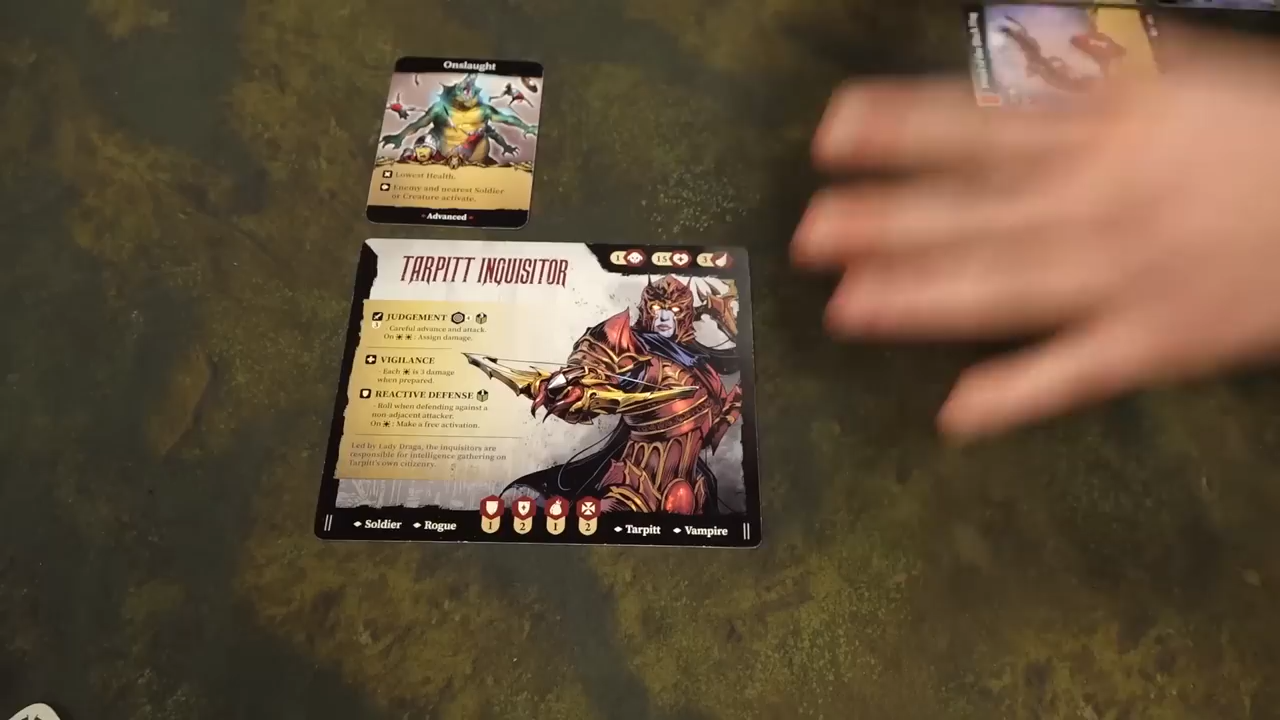 Onslaught
Lowest Health.
Enemy and nearest Soldier
or Creature activate.
Advanced
TARPITT INQUISITOR
1 15 3
JUDGEMENT
3
· Careful advance and attack.
On : Assign damage.
VIGILANCE
· Each is 3 damage
when prepared.
REACTIVE DEFENSE
· Roll when defending against a
non-adjacent attacker.
On : Make a free activation.
Led by Lady Draga, the inquisitors are
responsible for intelligence gathering on
Tarpitt's own citizenry.
Soldier Rogue 1 2 1 2 Tarpitt Vampire